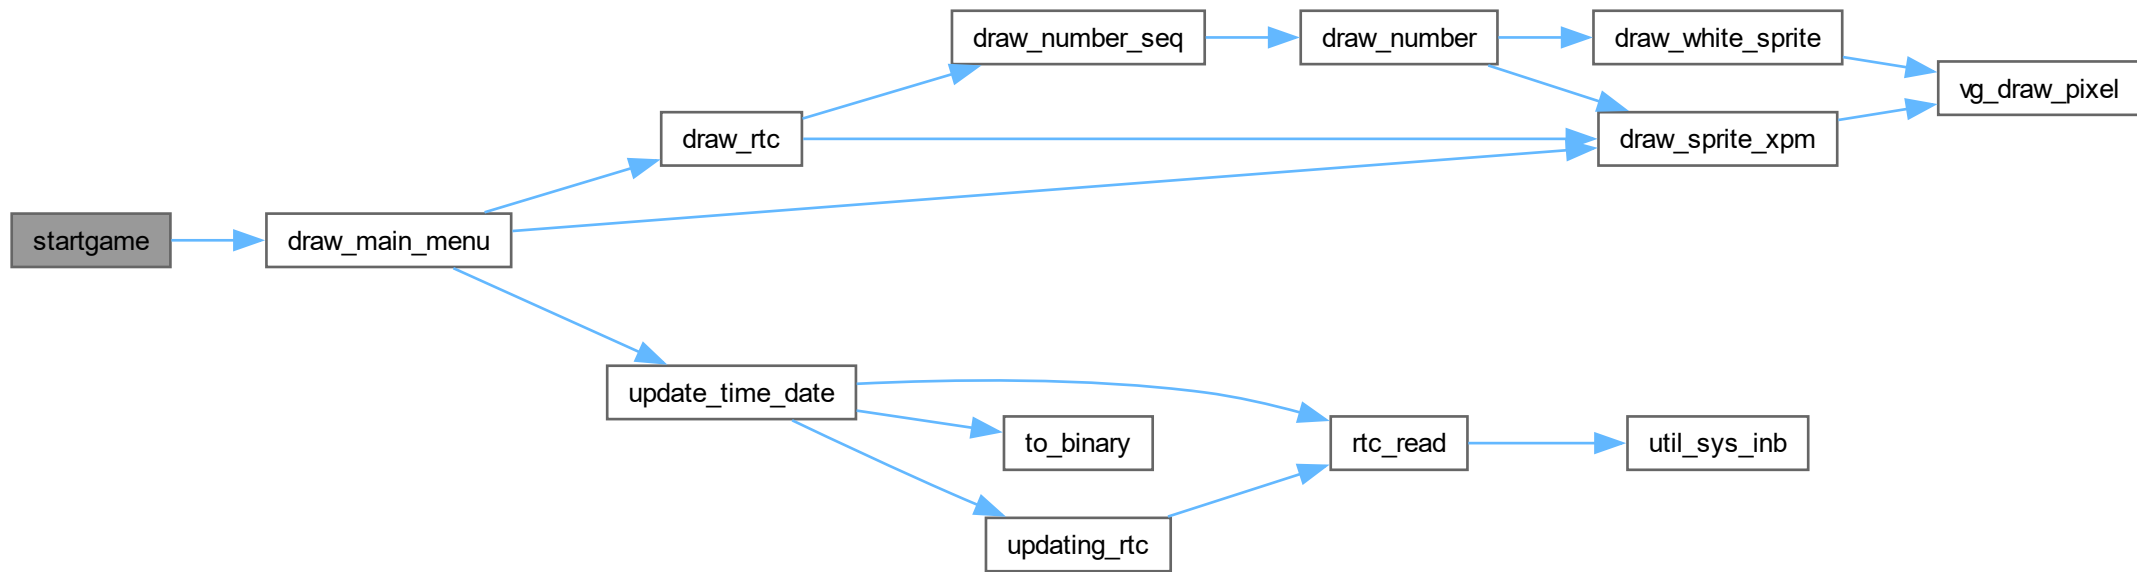 draw_number_seq
draw_number
draw_white_sprite
vg_draw_pixel
draw_rtc
draw_sprite_xpm
startgame
draw_main_menu
update_time_date
to_binary
rtc_read
util_sys_inb
updating_rtc